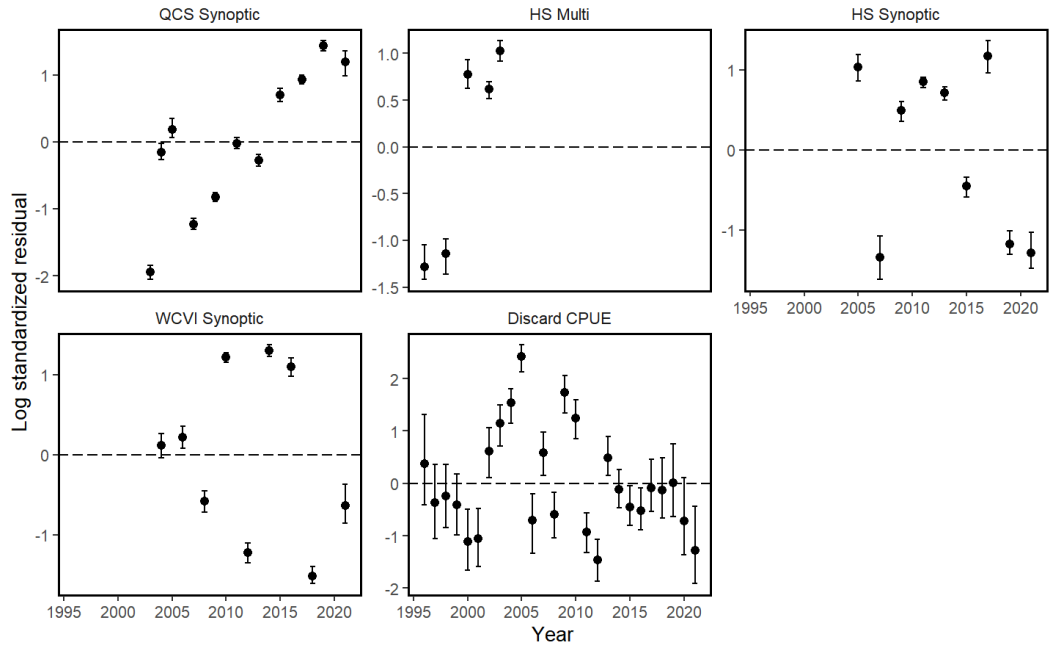 QCS Synoptic
HS Multi
HS Synoptic
1
0
-1
-2
1.0
0.5
0.0
-0.5
-1.0
-1.5
1
0
-1
1995 2000 2005 2010 2015 2020
Log standardized residual
WCVI Synoptic
Discard CPUE
1
0
-1
2
1
0
-1
-2
1995 2000 2005 2010 2015 2020
1995 2000 2005 2010 2015 2020
Year